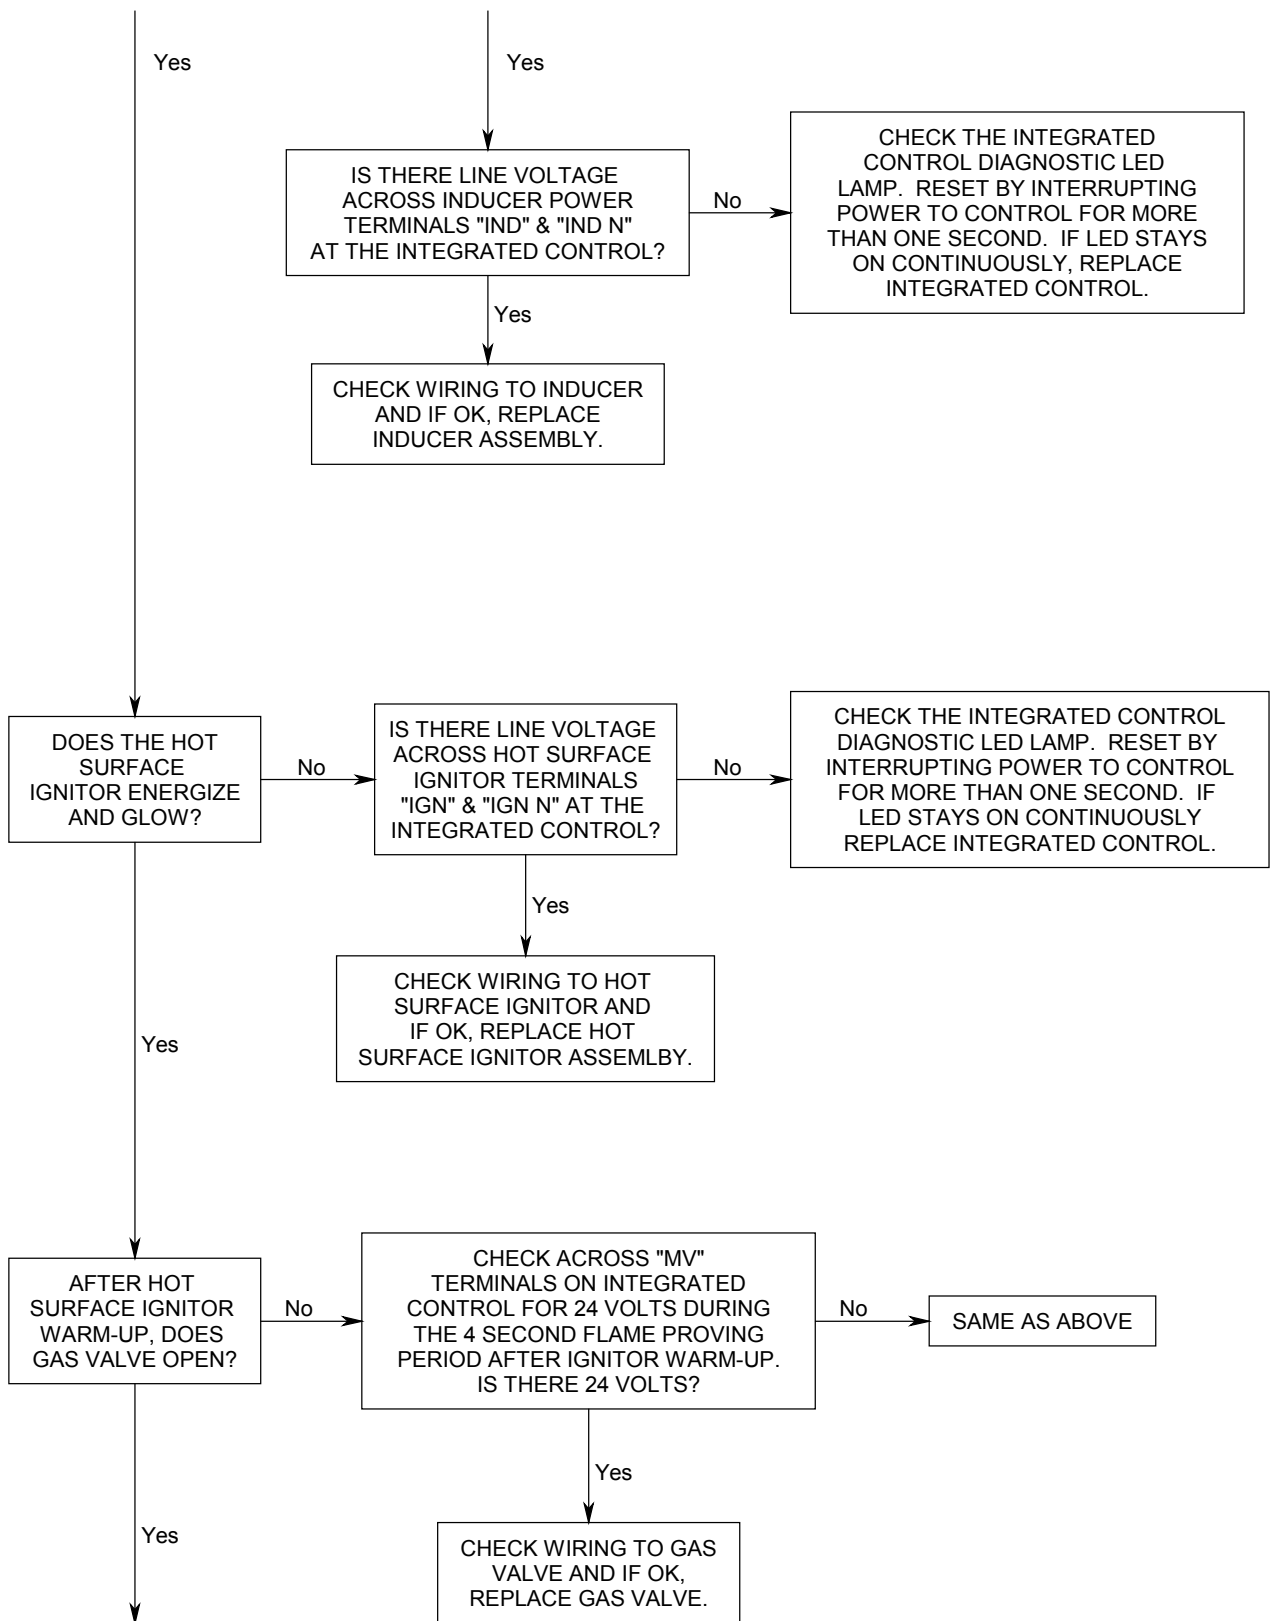 Yes
Yes
IS THERE LINE VOLTAGE
ACROSS INDUCER POWER
TERMINALS "IND" & "IND N"
AT THE INTEGRATED CONTROL?
No
CHECK THE INTEGRATED
CONTROL DIAGNOSTIC LED
LAMP. RESET BY INTERRUPTING
POWER TO CONTROL FOR MORE
THAN ONE SECOND. IF LED STAYS
ON CONTINUOUSLY, REPLACE
INTEGRATED CONTROL.
Yes
CHECK WIRING TO INDUCER
AND IF OK, REPLACE
INDUCER ASSEMBLY.
DOES THE HOT
SURFACE
IGNITOR ENERGIZE
AND GLOW?
No
IS THERE LINE VOLTAGE
ACROSS HOT SURFACE
IGNITOR TERMINALS
"IGN" & "IGN N" AT THE
INTEGRATED CONTROL?
No
CHECK THE INTEGRATED CONTROL
DIAGNOSTIC LED LAMP. RESET BY
INTERRUPTING POWER TO CONTROL
FOR MORE THAN ONE SECOND. IF
LED STAYS ON CONTINUOUSLY
REPLACE INTEGRATED CONTROL.
Yes
CHECK WIRING TO HOT
SURFACE IGNITOR AND
IF OK, REPLACE HOT
SURFACE IGNITOR ASSEMLBY.
Yes
AFTER HOT
SURFACE IGNITOR
WARM-UP, DOES
GAS VALVE OPEN?
No
CHECK ACROSS "MV"
TERMINALS ON INTEGRATED
CONTROL FOR 24 VOLTS DURING
THE 4 SECOND FLAME PROVING
PERIOD AFTER IGNITOR WARM-UP.
IS THERE 24 VOLTS?
No
SAME AS ABOVE
Yes
CHECK WIRING TO GAS
VALVE AND IF OK,
REPLACE GAS VALVE.
Yes